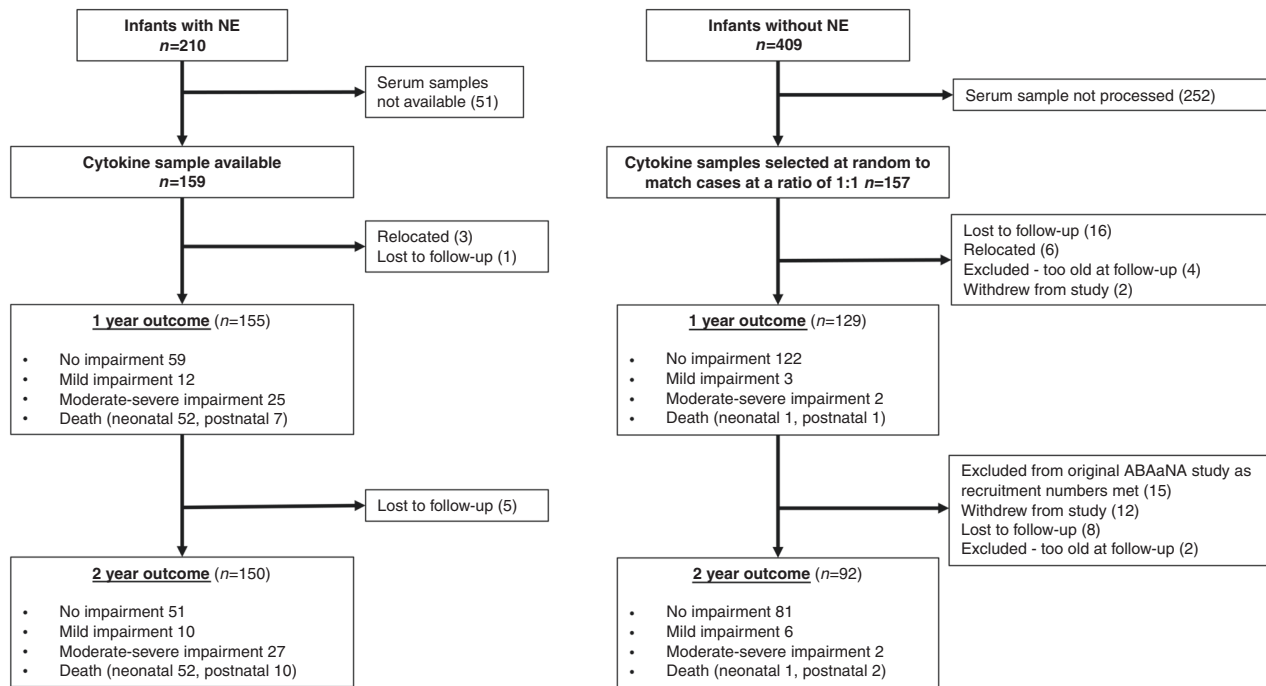 Infants with NE
n=210
Serum samples
not available (51)
Cytokine sample available
n=159
Relocated (3)
Lost to follow-up (1)
1 year outcome (n=155)
• No impairment 59
• Mild impairment 12
• Moderate-severe impairment 25
• Death (neonatal 52, postnatal 7)
Lost to follow-up (5)
2 year outcome (n=150)
• No impairment 51
• Mild impairment 10
• Moderate-severe impairment 27
• Death (neonatal 52, postnatal 10)
Infants without NE
n=409
Serum sample not processed (252)
Cytokine samples selected at random to
match cases at a ratio of 1:1 n=157
Lost to follow-up (16)
Relocated (6)
Excluded - too old at follow-up (4)
Withdrew from study (2)
1 year outcome (n=129)
• No impairment 122
• Mild impairment 3
• Moderate-severe impairment 2
• Death (neonatal 1, postnatal 1)
Excluded from original ABAaNA study as
recruitment numbers met (15)
Withdrew from study (12)
Lost to follow-up (8)
Excluded - too old at follow-up (2)
2 year outcome (n=92)
• No impairment 81
• Mild impairment 6
• Moderate-severe impairment 2
• Death (neonatal 1, postnatal 2)